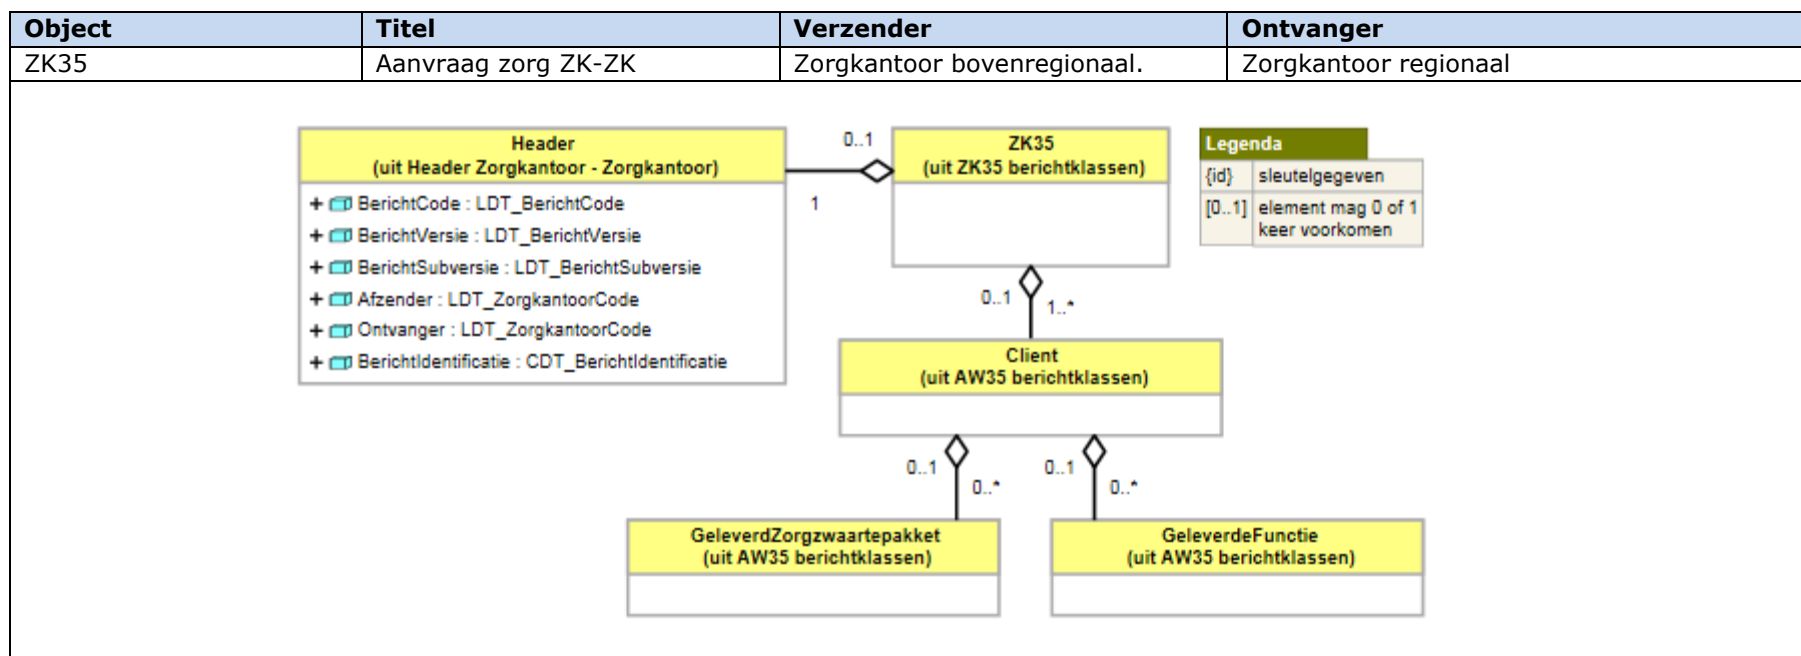 Object Titel Verzender Ontvanger
ZK35 Aanvraag zorg ZK-ZK Zorgkantoor bovenregionaal. Zorgkantoor regionaal
Header
(uit Header Zorgkantoor - Zorgkantoor)
+ BerichtCode : LDT_BerichtCode
+ BerichtVersie : LDT_BerichtVersie
+ BerichtSubversie : LDT_BerichtSubversie
+ Afzender : LDT_ZorgkantoorCode
+ Ontvanger : LDT_ZorgkantoorCode
+ BerichtIdentificatie : CDT_BerichtIdentificatie
0..1
1
ZK35
(uit ZK35 berichtklassen)
Legenda
{id} sleutelgegeven
[0..1] element mag 0 of 1
keer voorkomen
0..1
1..*
Client
(uit AW35 berichtklassen)
0..1
0..*
0..1
0..*
GeleverdZorgzwaartepakket
(uit AW35 berichtklassen)
GeleverdeFunctie
(uit AW35 berichtklassen)